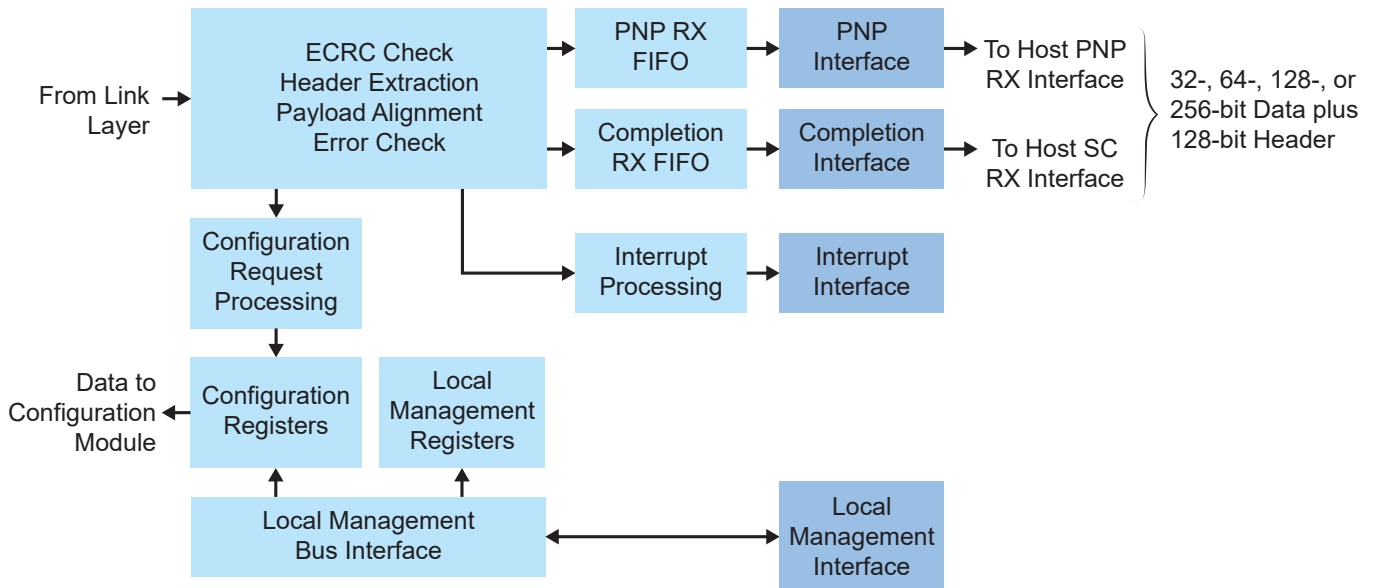 From Link
Layer
ECRC Check
Header Extraction
Payload Alignment
Error Check
PNP RX
FIFO
PNP
Interface
To Host PNP
RX Interface
Completion
RX FIFO
Completion
Interface
To Host SC
RX Interface
32-, 64-, 128-, or
256-bit Data plus
128-bit Header
Configuration
Request
Processing
Interrupt
Processing
Interrupt
Interface
Data to
Configuration
Module
Configuration
Registers
Local
Management
Registers
Local Management
Bus Interface
Local
Management
Interface